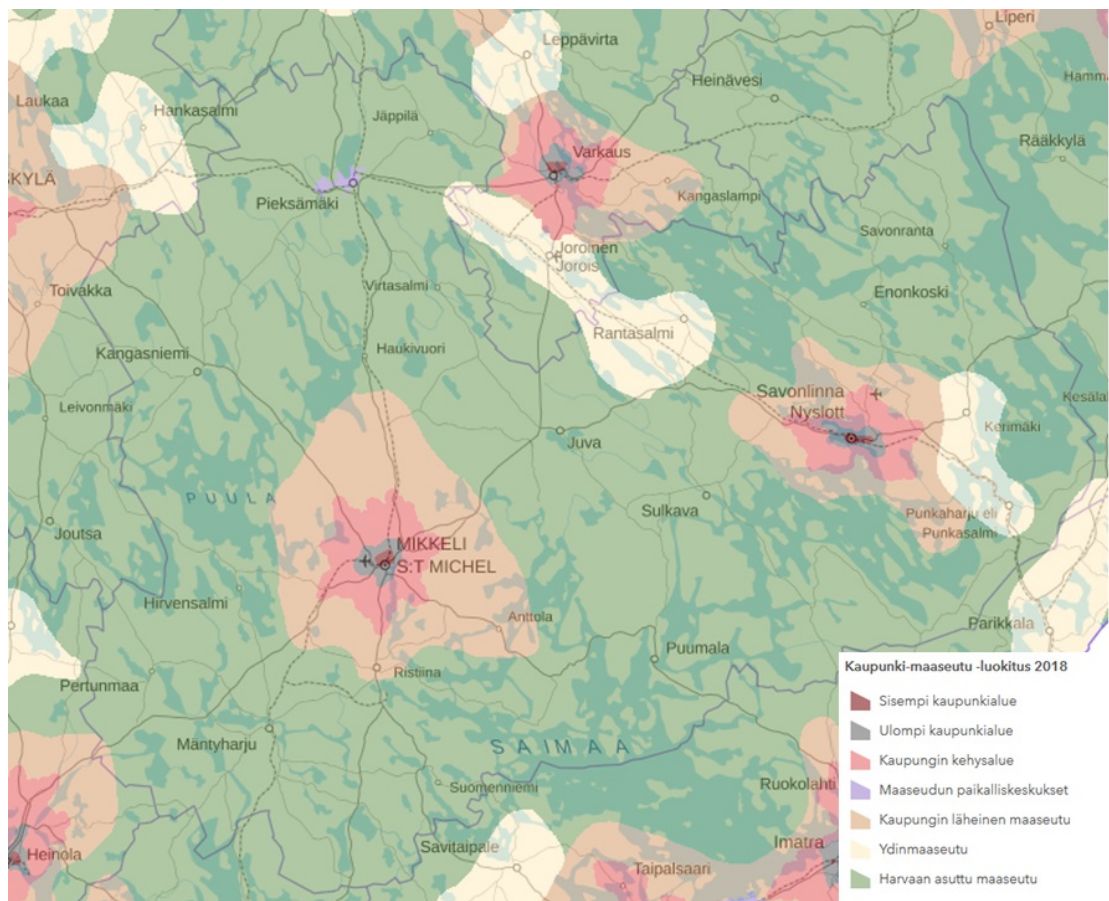 Liperi
Leppävirta
Heinävesi
Hamma
Laukaa
Hankasalmi
Jäppilä
Rääkkylä
Varkaus
KYLÄ
Pieksämäki
Kangaslampi
Savonranta
Joroinen
Jorois
Toivakka
Virtasalmi
Enonkoski
Rantasalmi
Kangasniemi
Haukivuori
Savonlinna
Nyslott
Kesäla
Leivonmäki
Kerimäki
Juva
PUULA
Sulkava
Punkaharju eli
Punkasalmi
Joutsa
MIKKELI
S:T MICHEL
Hirvensalmi
Anttola
Parikkala
Puumala
Ristiina
Pertunmaa
Mäntyharju
SAIMAA
Suomenniemi
Ruokolahti
Savitaipale
Imatra
Heinola
Taipalsaari
Kaupunki-maaseutu -luokitus 2018
Sisempi kaupunkialue
Ulompi kaupunkialue
Kaupungin kehysalue
Maaseudun paikalliskeskukset
Kaupungin läheinen maaseutu
Ydinmaaseutu
Harvaan asuttu maaseutu